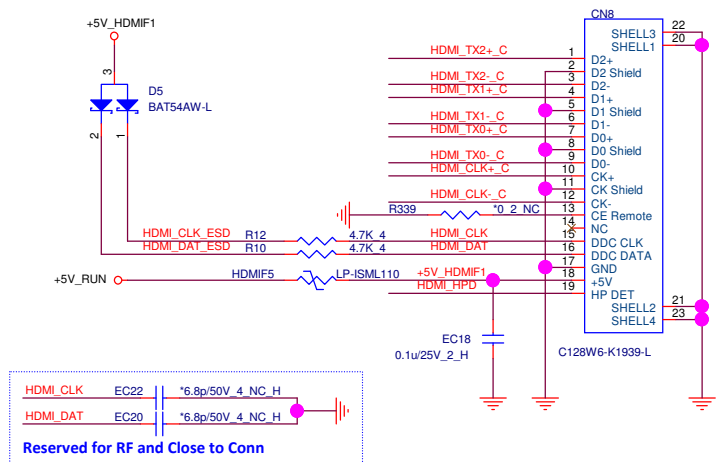 +5V_HDMIF1
3
D5
BAT54AW-L
2
1
CN8
SHELL3 22
SHELL1 20
HDMI_TX2+_C 1 D2+
2 D2 Shield
HDMI_TX2-_C 3 D2-
HDMI_TX1+_C 4 D1+
5 D1 Shield
HDMI_TX1-_C 6 D1-
HDMI_TX0+_C 7 D0+
8 D0 Shield
HDMI_TX0-_C 9 D0-
HDMI_CLK+_C 10 CK+
11 CK Shield
HDMI_CLK-_C 12 CK-
R339 *0_2_NC 13 CE Remote
14 NC
HDMI_CLK_ESD R12 4.7K_4 HDMI_CLK 15 DDC CLK
HDMI_DAT_ESD R10 4.7K_4 HDMI_DAT 16 DDC DATA
17 GND
+5V_RUN HDMIF5 LP-ISML110 +5V_HDMIF1 18 +5V
HDMI_HPD 19 HP DET
SHELL2 21
SHELL4 23
EC18
0.1u/25V_2_H
C128W6-K1939-L
HDMI_CLK EC22 *6.8p/50V_4_NC_H
HDMI_DAT EC20 *6.8p/50V_4_NC_H
Reserved for RF and Close to Conn